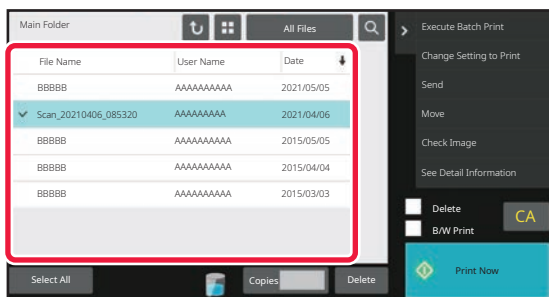 Main Folder
All Files
File Name User Name Date
BBBBB AAAAAAAAAA 2021/05/05
Scan_20210406_085320 AAAAAAAAA 2021/04/06
BBBBB AAAAAAAAAA 2015/05/05
BBBBB AAAAAAAAAA 2015/04/04
BBBBB AAAAAAAAAA 2015/03/03
Select All
Copies
Delete
Execute Batch Print
Change Setting to Print
Send
Move
Check Image
See Detail Information
Delete
B/W Print
CA
Print Now